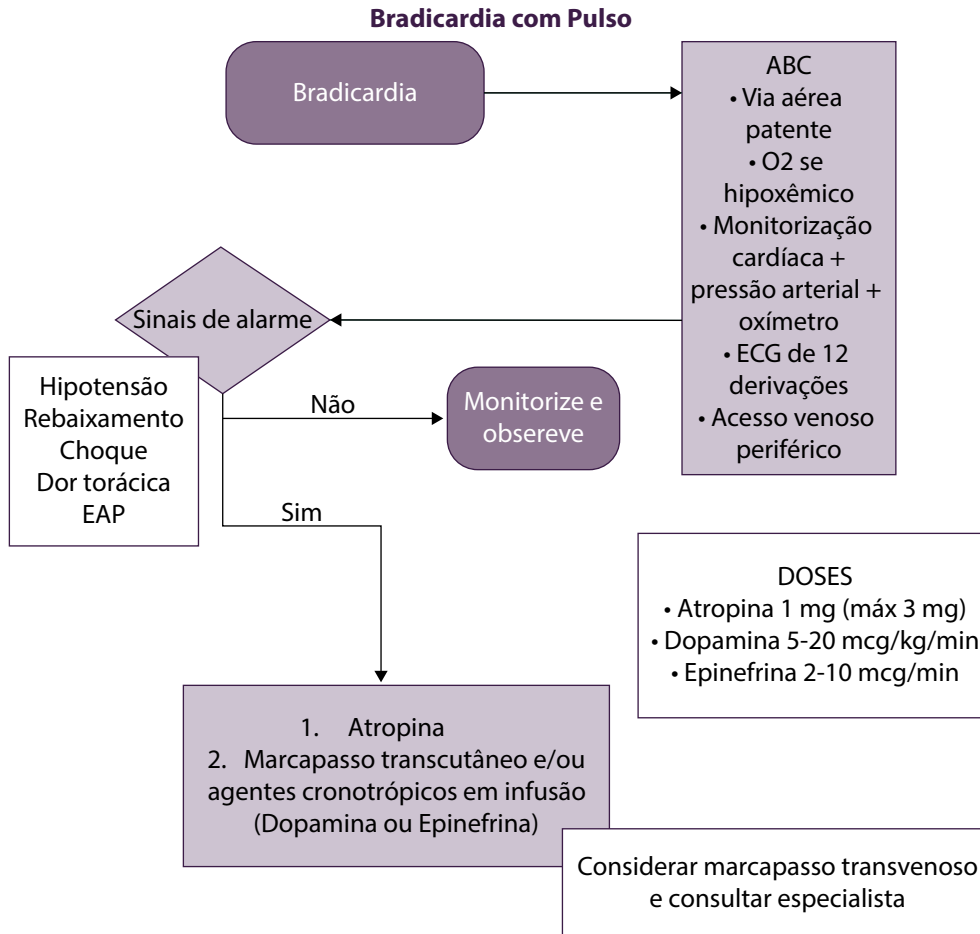 Bradicardia com Pulso
Bradicardia
ABC
• Via aérea
patente
• O2 se
hipoxêmico
• Monitorização
cardíaca +
pressão arterial +
oxímetro
• ECG de 12
derivações
• Acesso venoso
periférico
Sinais de alarme
Hipotensão
Rebaixamento
Choque
Dor torácica
EAP
Não
Monitorize e
obsereve
Sim
DOSES
• Atropina 1 mg (máx 3 mg)
• Dopamina 5-20 mcg/kg/min
• Epinefrina 2-10 mcg/min
1. Atropina
2. Marcapasso transcutâneo e/ou
agentes cronotrópicos em infusão
(Dopamina ou Epinefrina)
Considerar marcapasso transvenoso
e consultar especialista